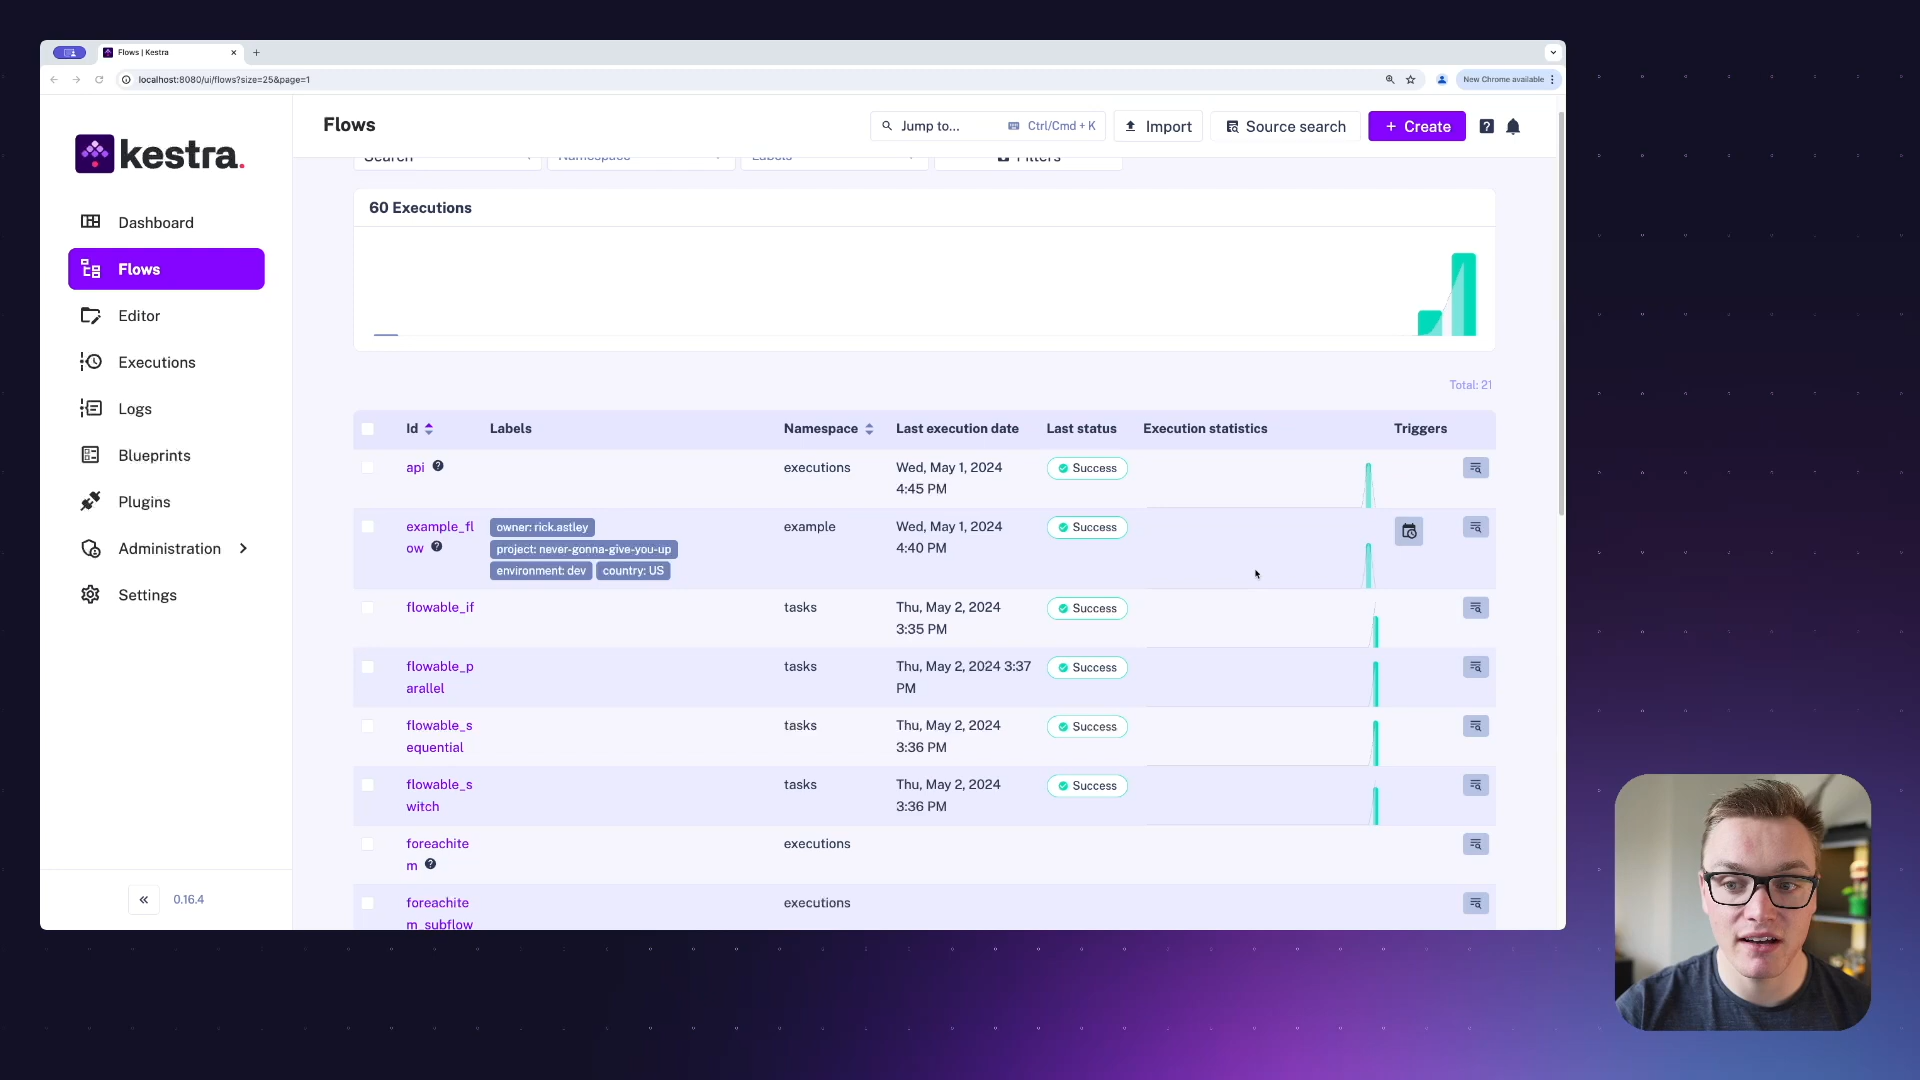 Flows | Kestra
localhost:8080/ui/flows?size=25&page=1
New Chrome available
kestra.
Flows
Jump to... Ctrl/Cmd + K
Import
Source search
+ Create
Search
Namespace
Labels
Filters
Dashboard
Flows
Editor
Executions
Logs
Blueprints
Plugins
Administration
Settings
0.16.4
60 Executions
Total: 21
Id Labels Namespace Last execution date Last status Execution statistics Triggers
api executions Wed, May 1, 2024 Success
4:45 PM
example_fl owner: rick.astley example Wed, May 1, 2024 Success
ow project: never-gonna-give-you-up 4:40 PM
environment: dev country: US
flowable_if tasks Thu, May 2, 2024 Success
3:35 PM
flowable_p tasks Thu, May 2, 2024 3:37 Success
arallel PM
flowable_s tasks Thu, May 2, 2024 Success
equential 3:36 PM
flowable_s tasks Thu, May 2, 2024 Success
witch 3:36 PM
foreachite executions
m
foreachite executions
m_subflow